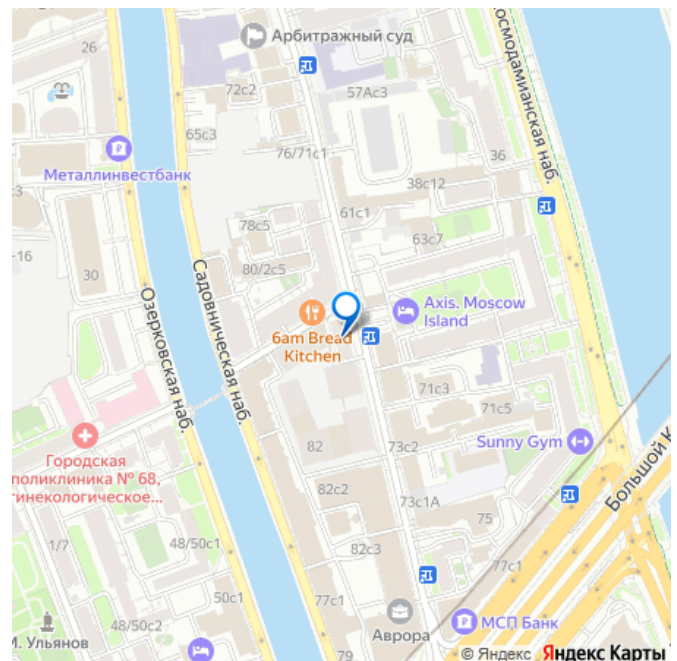 26
Арбитражный суд
осмодамианская наб.
72с2
57Ас3
65с3
Металлинвестбанк
76/71с1
36
38с12
61с1
78с5
63с7
-16
80/2с5
30
Озерковская наб.
Садовническая наб.
6am Bread
Kitchen
Axis. Moscow
Island
71с3
71с5
73с2
82
Sunny Gym
Городская
поликлиника № 68,
гинекологическое...
82с2
73с1А
75
Большой К
1/7
48/50с1
82с3
77с1
50с1
77с1
48/50с2
И. Ульянов
Аврора
МСП Банк
79
© Яндекс Яндекс Карты